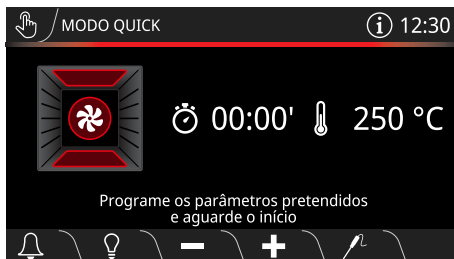 MODO QUICK
12:30
00:00' 250 °C
Programe os parâmetros pretendidos
e aguarde o início